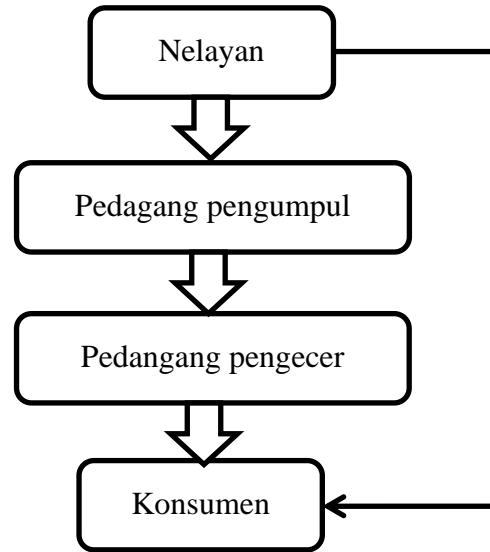 Nelayan
Pedagang pengumpul
Pedangang pengecer
Konsumen